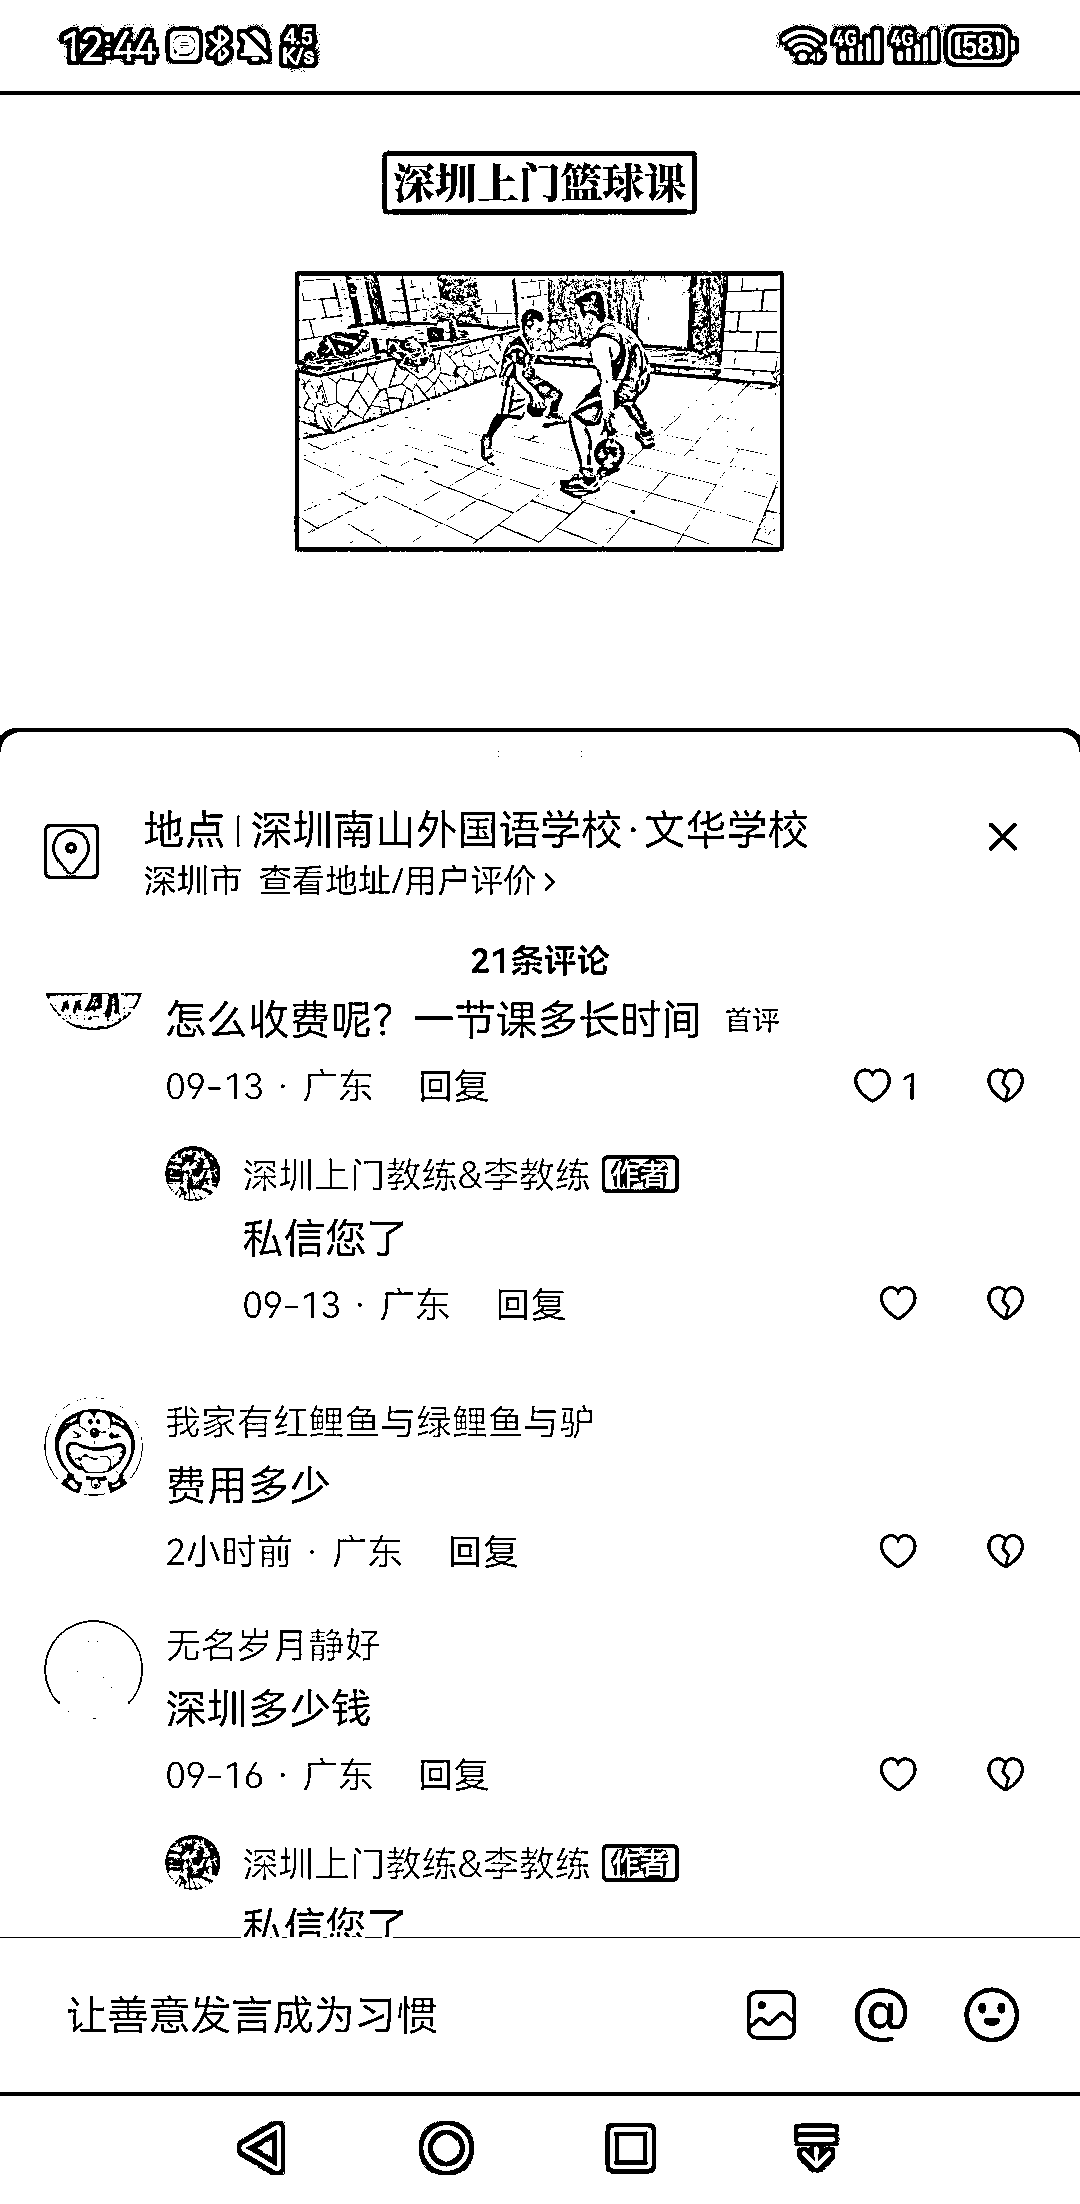 12:44
4.5
K/s
4G
4G
58
深圳上门篮球课
地点|深圳南山外国语学校·文华学校
深圳市 查看地址/用户评价>
21条评论
怎么收费呢？一节课多长时间 首评
09-13 · 广东 回复
1
深圳上门教练&李教练 作者
私信您了
09-13 · 广东 回复
我家有红鲤鱼与绿鲤鱼与驴
费用多少
2小时前 · 广东 回复
无名岁月静好
深圳多少钱
09-16 · 广东 回复
深圳上门教练&李教练 作者
私信您了
让善意发言成为习惯